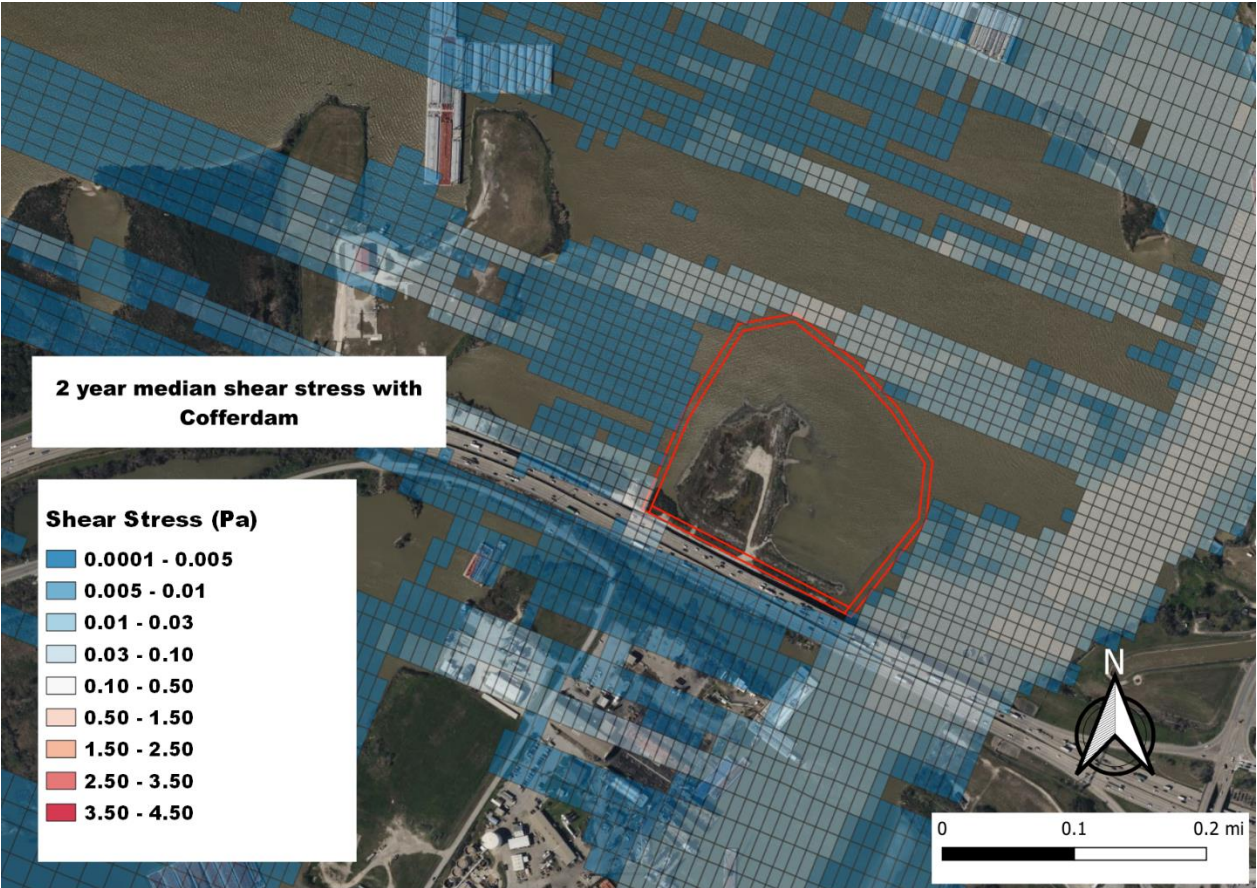 2 year median shear stress with
Cofferdam
Shear Stress (Pa)
0.0001 - 0.005
0.005 - 0.01
0.01 - 0.03
0.03 - 0.10
0.10 - 0.50
0.50 - 1.50
1.50 - 2.50
2.50 - 3.50
3.50 - 4.50
N
0 0.1 0.2 mi